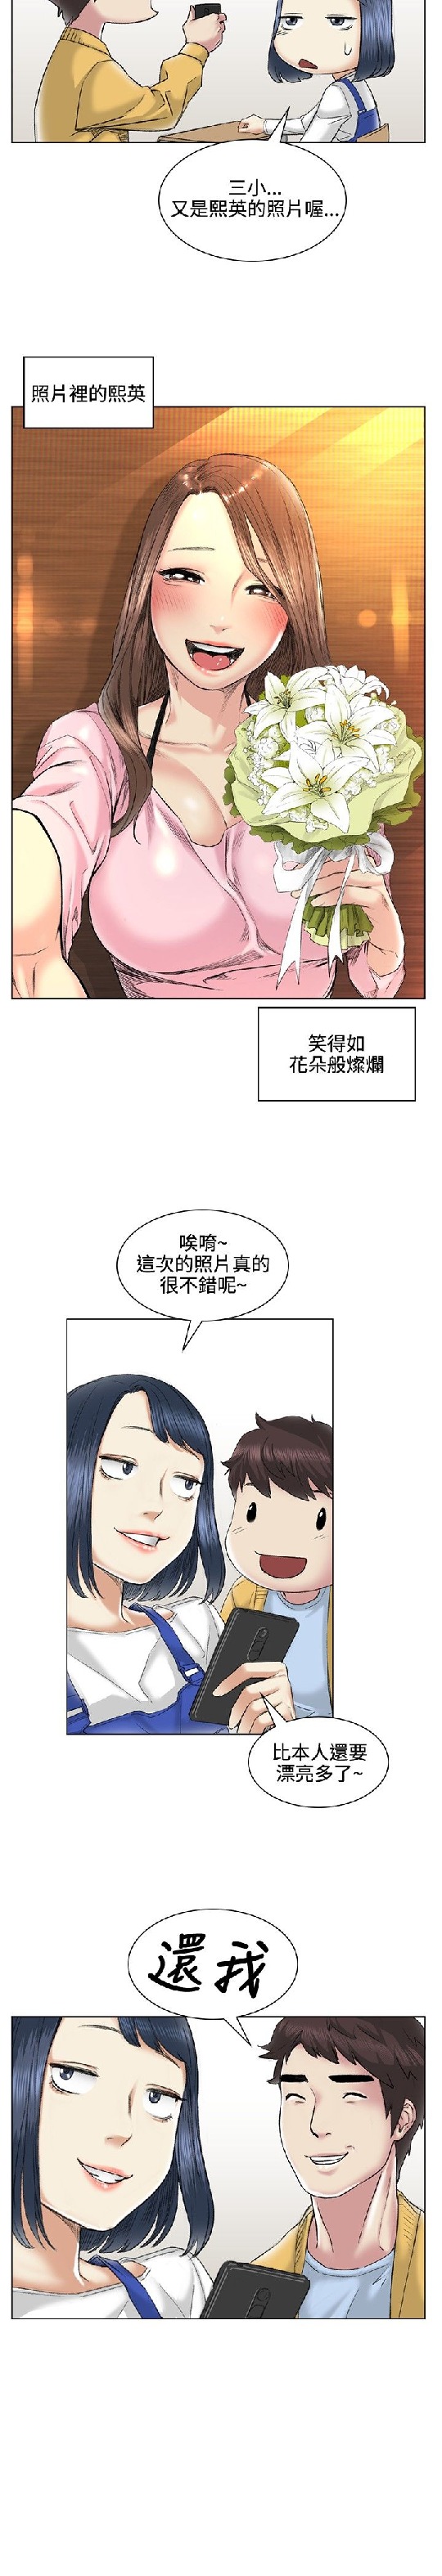 三小...
又是熙英的照片喔...
照片裡的熙英
笑得如
花朵般燦爛
唉唷~
這次的照片真的
很不錯呢~
比本人還要
漂亮多了~
還我